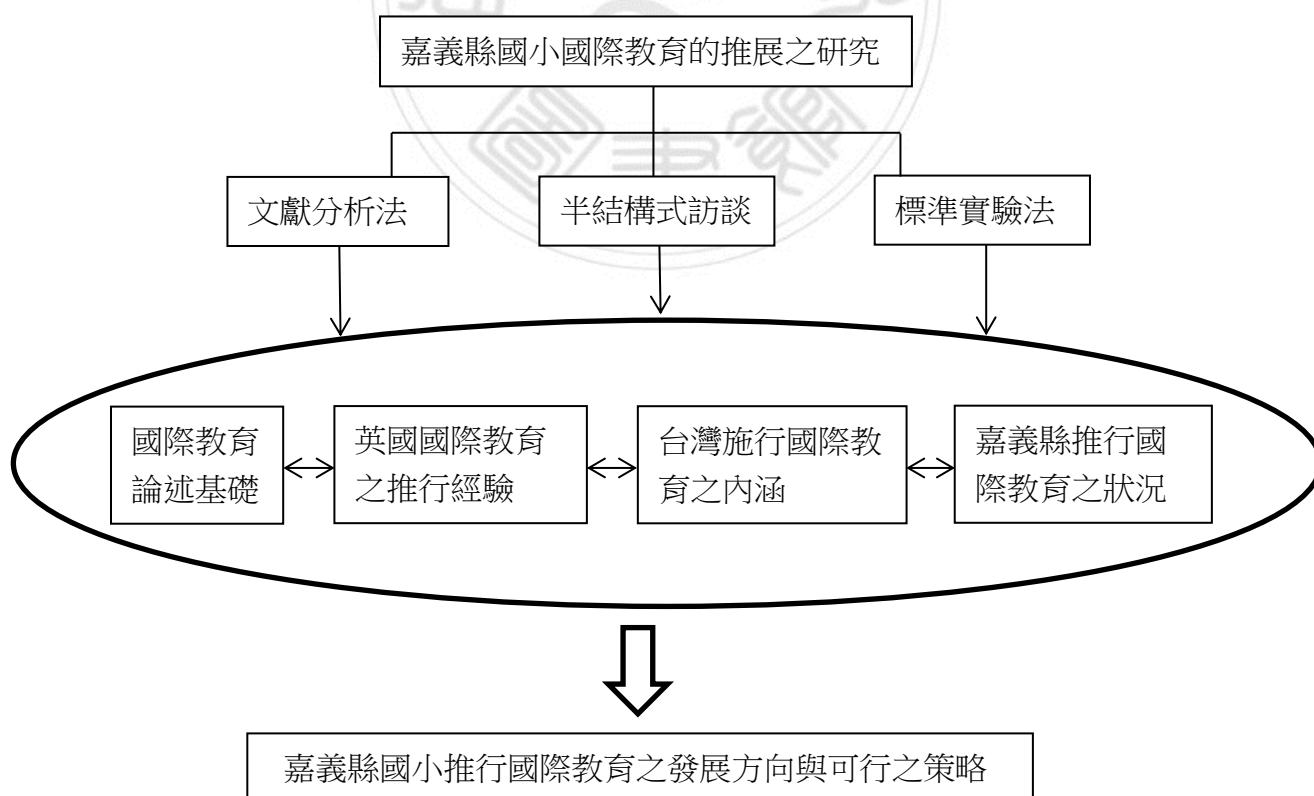 嘉義縣國小國際教育的推展之研究
文獻分析法
半結構式訪談
標準實驗法
國際教育
論述基礎
英國國際教育
之推行經驗
台灣施行國際教
育之內涵
嘉義縣推行國
際教育之狀況
嘉義縣國小推行國際教育之發展方向與可行之策略